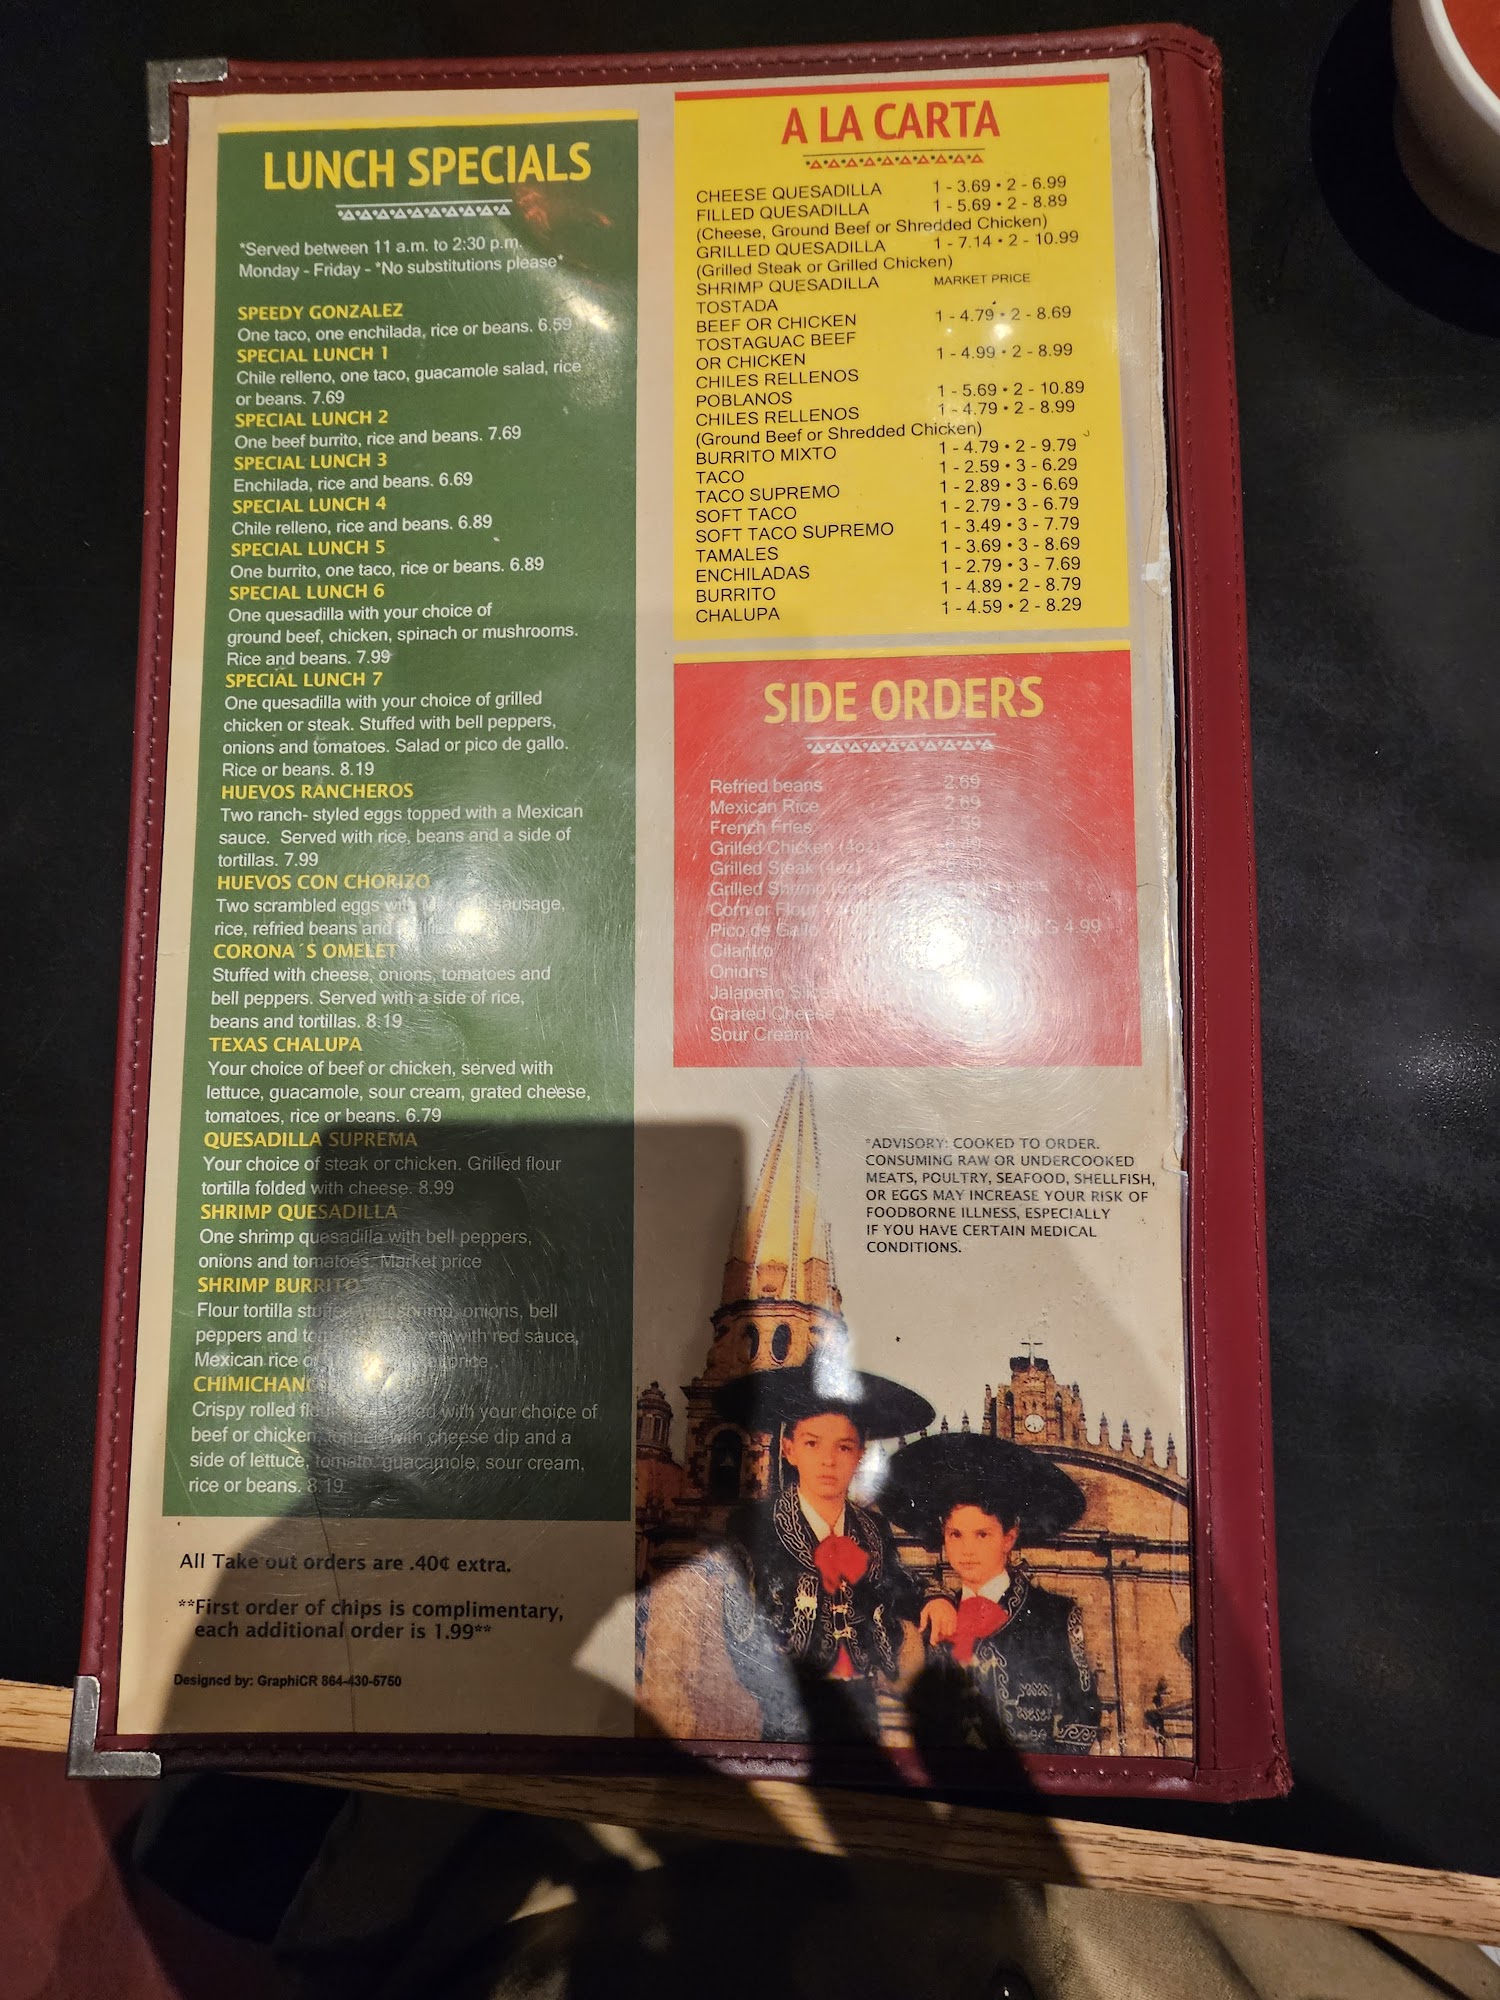 LUNCH SPECIALS
*Served between 11 a.m. to 2:30 p.m.
Monday - Friday - *No substitutions please*
SPEEDY GONZALEZ
One taco, one enchilada, rice or beans. 6.59
SPECIAL LUNCH 1
Chile relleno, one taco, guacamole salad, rice
or beans. 7.69
SPECIAL LUNCH 2
One beef burrito, rice and beans. 7.69
SPECIAL LUNCH 3
Enchilada, rice and beans. 6.69
SPECIAL LUNCH 4
Chile relleno, rice and beans. 6.89
SPECIAL LUNCH 5
One burrito, one taco, rice or beans. 6.89
SPECIAL LUNCH 6
One quesadilla with your choice of
ground beef, chicken, spinach or mushrooms.
Rice and beans. 7.99
SPECIAL LUNCH 7
One quesadilla with your choice of grilled
chicken or steak. Stuffed with bell peppers,
onions and tomatoes. Salad or pico de gallo.
Rice or beans. 8.19
HUEVOS RANCHEROS
Two ranch- styled eggs topped with a Mexican
sauce. Served with rice, beans and a side of
tortillas. 7.99
HUEVOS CON CHORIZO
Two scrambled eggs with Mexican sausage,
rice, refried beans and
CORONA´S OMELET
Stuffed with cheese, onions, tomatoes and
bell peppers. Served with a side of rice,
beans and tortillas. 8.19
TEXAS CHALUPA
Your choice of beef or chicken, served with
lettuce, guacamole, sour cream, grated cheese,
tomatoes, rice or beans. 6.79
QUESADILLA SUPREMA
Your choice of steak or chicken. Grilled flour
tortilla folded with cheese. 8.99
SHRIMP QUESADILLA
One shrimp quesadilla with bell peppers,
onions and tomatoes. Market price
SHRIMP BURRITO
Flour tortilla stuffed with shrimp, onions, bell
peppers and with red sauce,
Mexican rice price
Crispy rolled with your choice of
beef or chicken, with cheese dip and a
side of lettuce, tomato, guacamole, sour cream,
rice or beans. 8.19
All Take out orders are .40¢ extra.
**First order of chips is complimentary,
each additional order is 1.99**
Designed by: GraphiCR 864-430-5750
A LA CARTA
CHEESE QUESADILLA 1 - 3.69 • 2 - 6.99
FILLED QUESADILLA 1 - 5.69 • 2 - 8.89
(Cheese, Ground Beef or Shredded Chicken)
GRILLED QUESADILLA 1 - 7.14 • 2 - 10.99
(Grilled Steak or Grilled Chicken)
SHRIMP QUESADILLA MARKET PRICE
TOSTADA
BEEF OR CHICKEN 1 - 4.79 • 2 - 8.69
TOSTAGUAC BEEF
OR CHICKEN 1 - 4.99 • 2 - 8.99
CHILES RELLENOS
POBLANOS 1 - 5.69 • 2 - 10.89
CHILES RELLENOS 1 - 4.79 • 2 - 8.99
(Ground Beef or Shredded Chicken)
BURRITO MIXTO 1 - 4.79 • 2 - 9.79
TACO 1 - 2.59 • 3 - 6.29
TACO SUPREMO 1 - 2.89 • 3 - 6.69
SOFT TACO 1 - 2.79 • 3 - 6.79
SOFT TACO SUPREMO 1 - 3.49 • 3 - 7.79
TAMALES 1 - 3.69 • 3 - 8.69
ENCHILADAS 1 - 2.79 • 3 - 7.69
BURRITO 1 - 4.89 • 2 - 8.79
CHALUPA 1 - 4.59 • 2 - 8.29
SIDE ORDERS
Refried beans 2.69
Mexican Rice 2.69
French Fries 2.59
Grilled Chicken (4oz)
Grilled Steak (4oz)
Grilled Shrimp
Corn or Flour
Pico de Gallo 4.99
Cilantro
Onions
Jalapeño
Grated Cheese
Sour Cream
*ADVISORY: COOKED TO ORDER.
CONSUMING RAW OR UNDERCOOKED
MEATS, POULTRY, SEAFOOD, SHELLFISH,
OR EGGS MAY INCREASE YOUR RISK OF
FOODBORNE ILLNESS, ESPECIALLY
IF YOU HAVE CERTAIN MEDICAL
CONDITIONS.